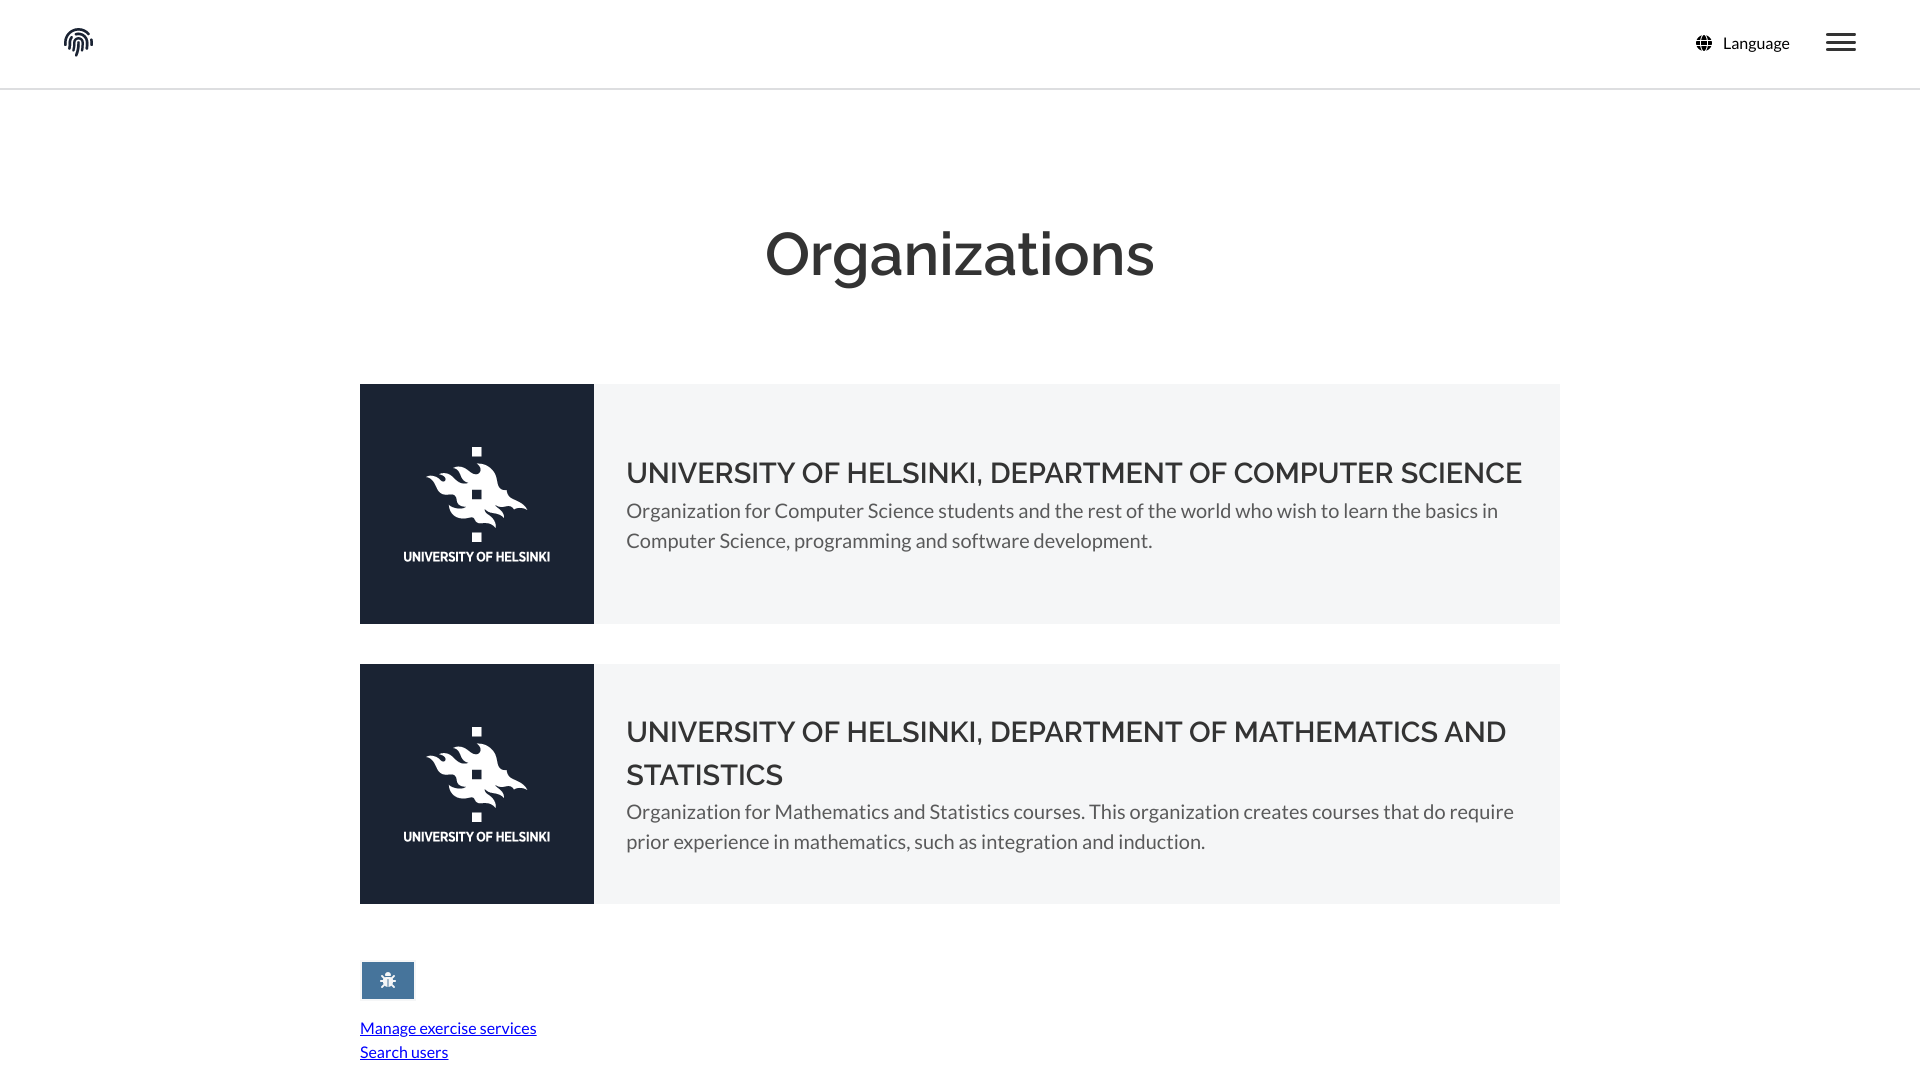 Language
Organizations
UNIVERSITY OF HELSINKI
UNIVERSITY OF HELSINKI, DEPARTMENT OF COMPUTER SCIENCE
Organization for Computer Science students and the rest of the world who wish to learn the basics in
Computer Science, programming and software development.
UNIVERSITY OF HELSINKI
UNIVERSITY OF HELSINKI, DEPARTMENT OF MATHEMATICS AND
STATISTICS
Organization for Mathematics and Statistics courses. This organization creates courses that do require
prior experience in mathematics, such as integration and induction.
Manage exercise services
Search users